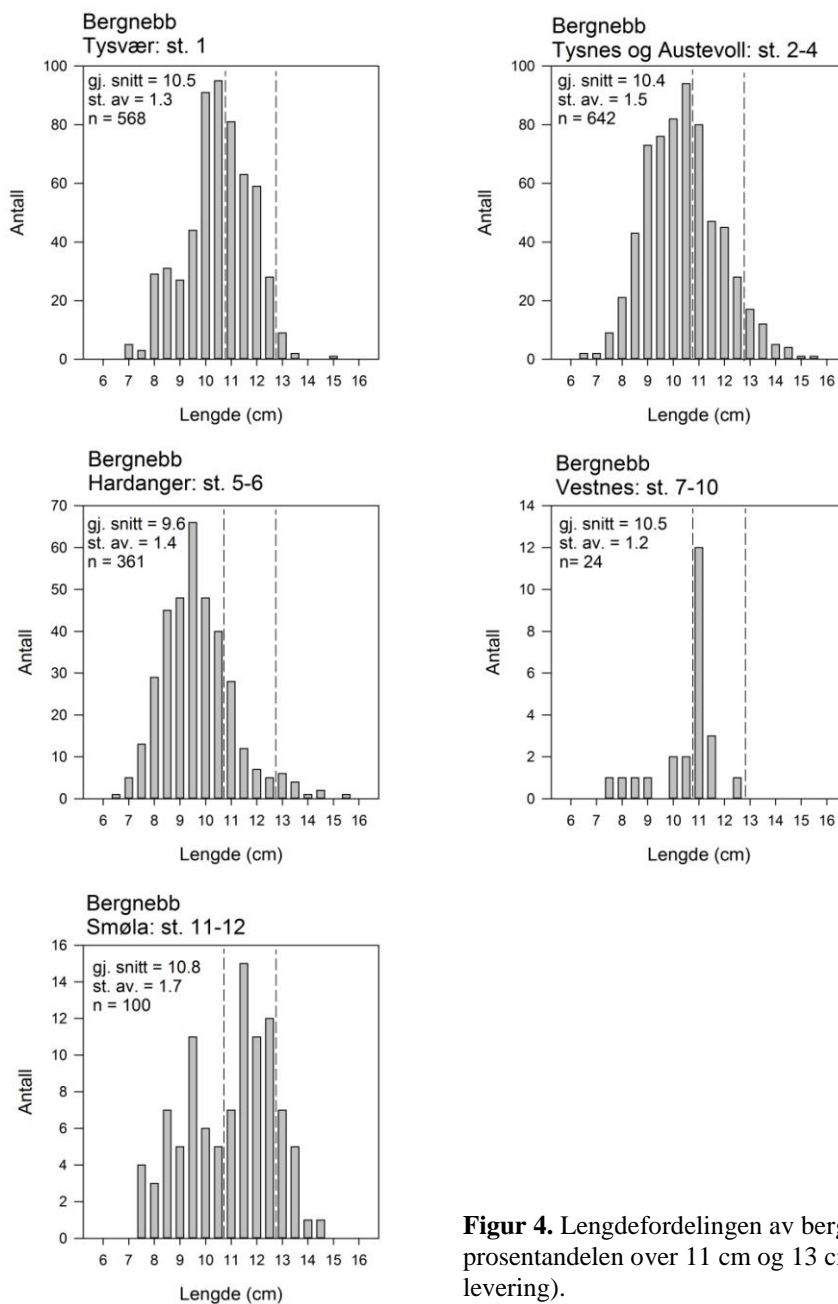 Bergnebb
Tysvær: st. 1
gj. snitt = 10.5
st. av = 1.3
n = 568
100
80
60
40
20
0
Antall
6 7 8 9 10 11 12 13 14 15 16
Lengde (cm)
Bergnebb
Tysnes og Austevoll: st. 2-4
gj. snitt = 10.4
st. av. = 1.5
n = 642
100
80
60
40
20
0
Antall
6 7 8 9 10 11 12 13 14 15 16
Lengde (cm)
Bergnebb
Hardanger: st. 5-6
gj. snitt = 9.6
st. av. = 1.4
n = 361
70
60
50
40
30
20
10
0
Antall
6 7 8 9 10 11 12 13 14 15 16
Lengde (cm)
Bergnebb
Vestnes: st. 7-10
gj. snitt = 10.5
st. av. = 1.2
n= 24
14
12
10
8
6
4
2
0
Antall
6 7 8 9 10 11 12 13 14 15 16
Lengde (cm)
Bergnebb
Smøla: st. 11-12
gj. snitt = 10.8
st. av. = 1.7
n = 100
16
14
12
10
8
6
4
2
0
Antall
6 7 8 9 10 11 12 13 14 15 16
Lengde (cm)
Figur 4. Lengdefordelingen av berg
prosentandelen over 11 cm og 13 c
levering).